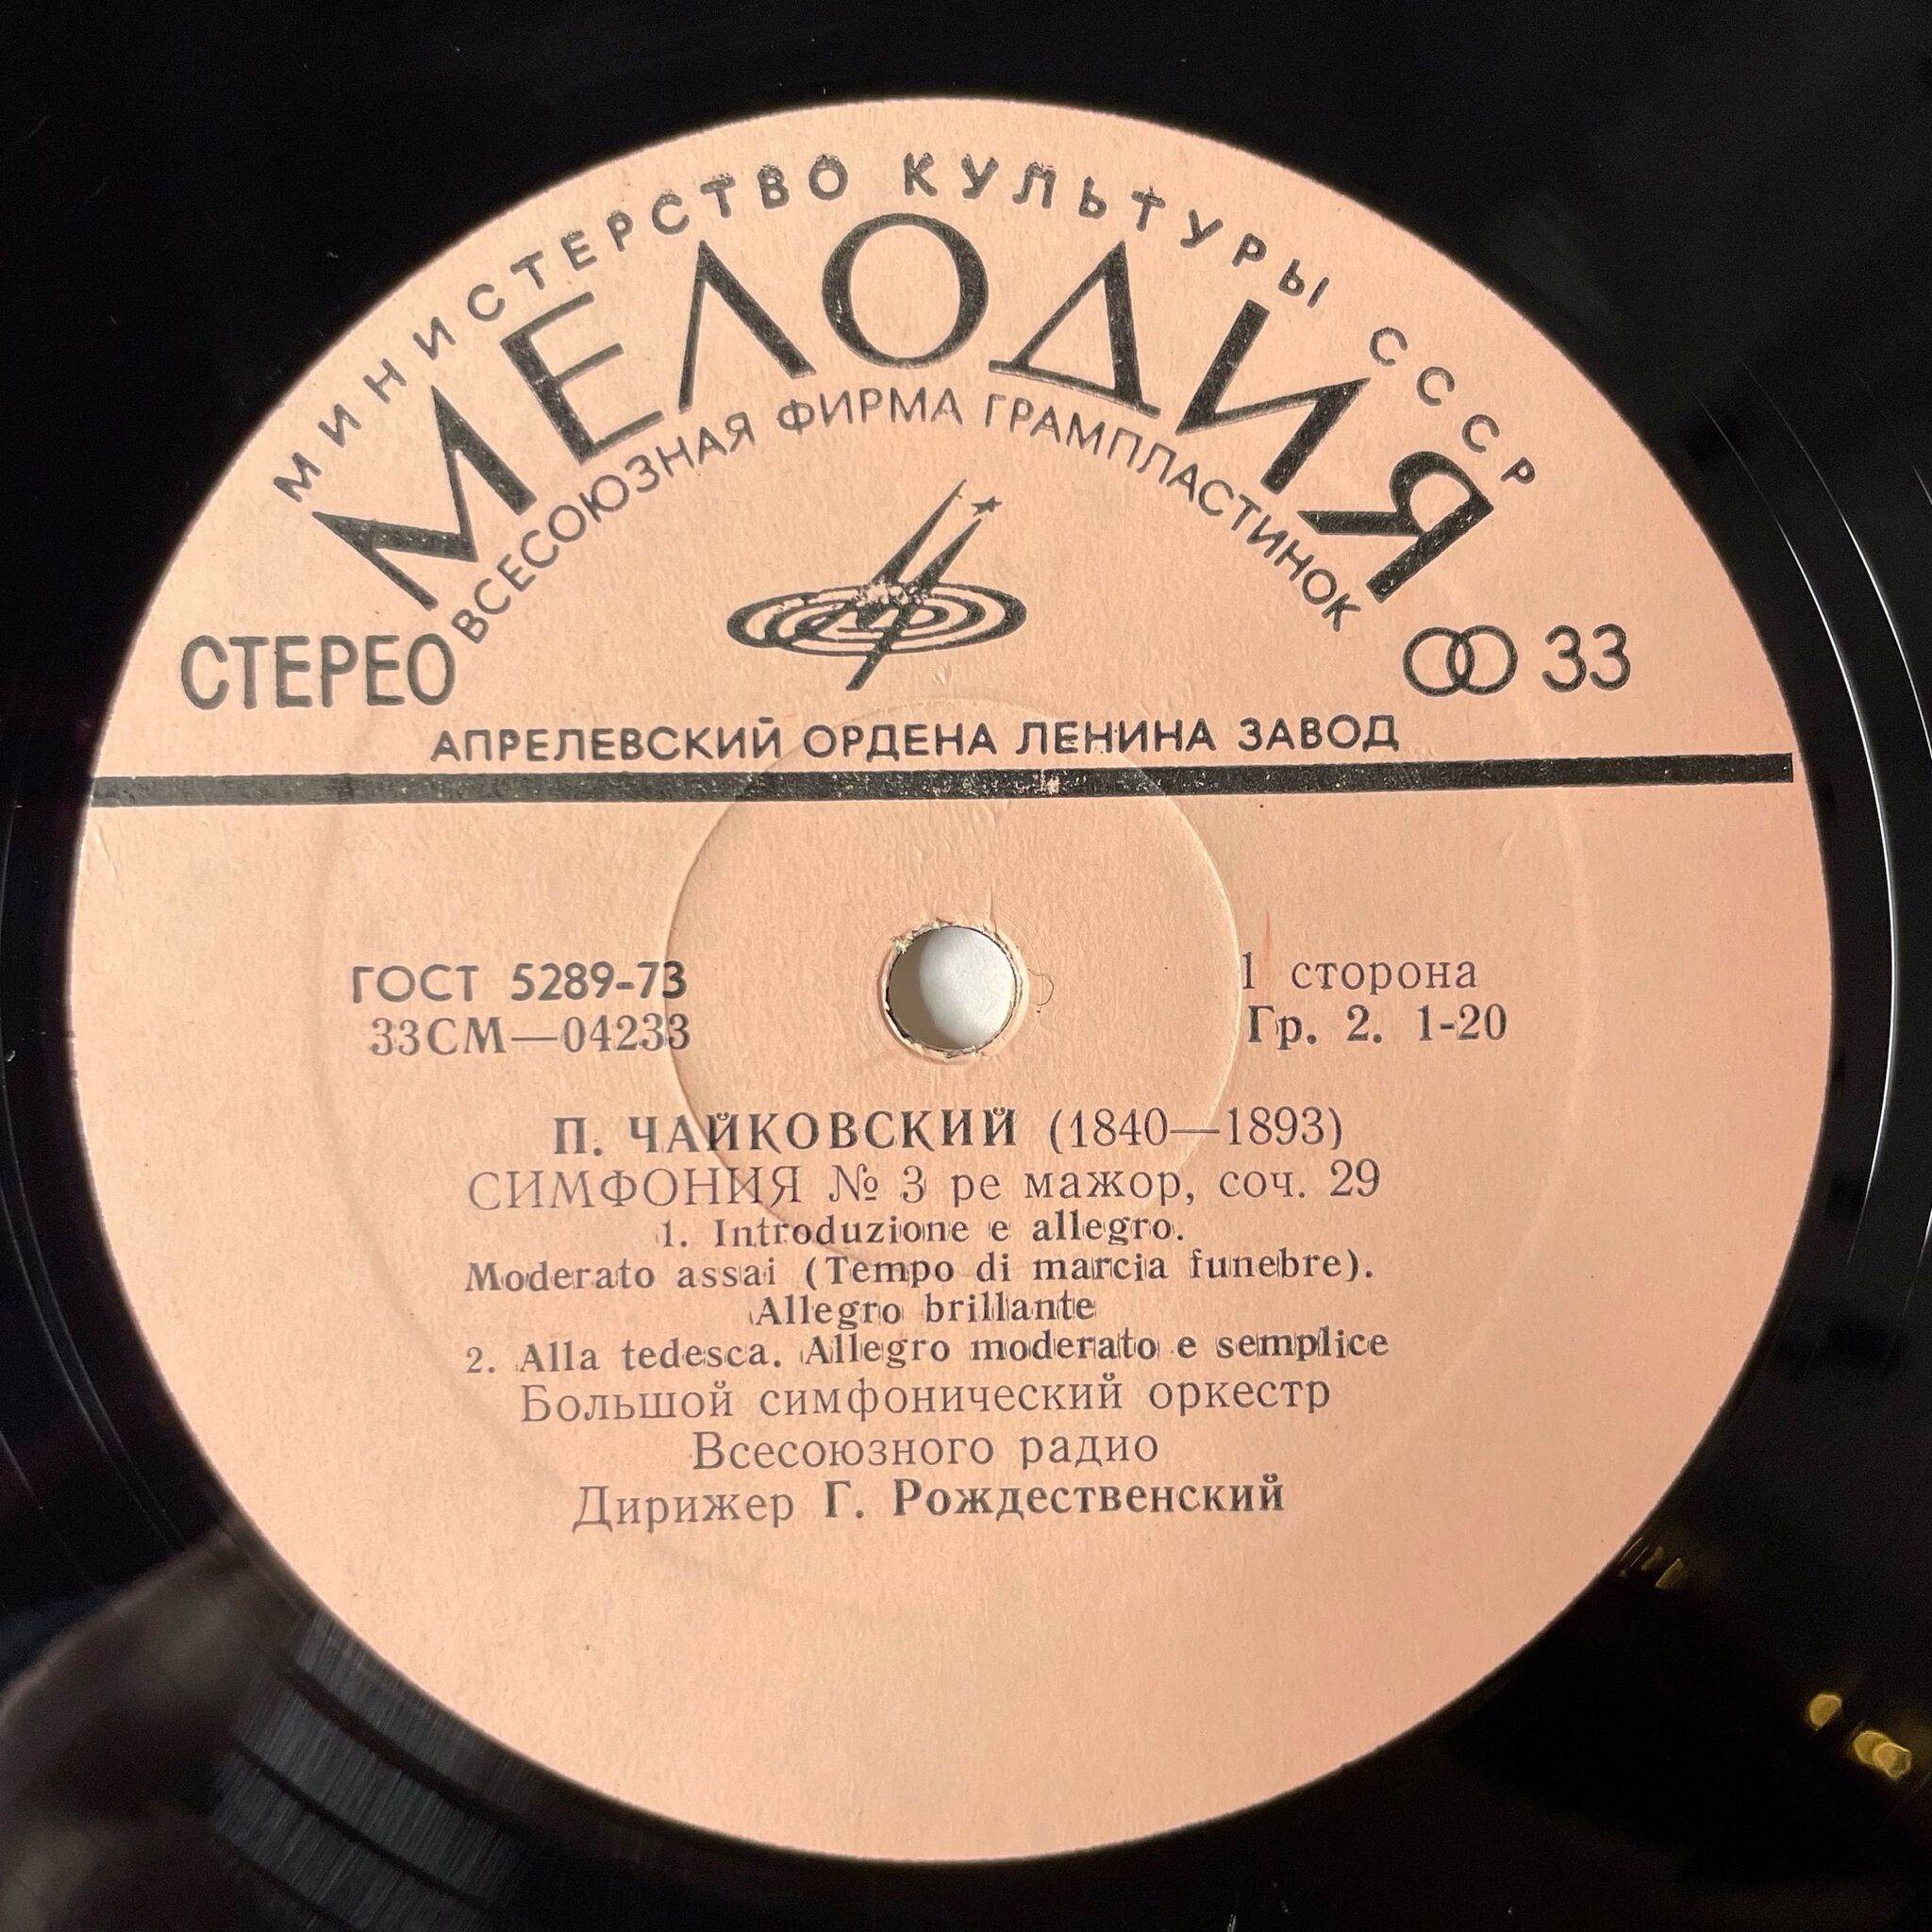 МИНИСТЕРСТВО КУЛЬТУРЫ СССР
МЕЛОДИЯ
ВСЕСОЮЗНАЯ ФИРМА ГРАМПЛАСТИНОК
СТЕРЕО
33
АПРЕЛЕВСКИЙ ОРДЕНА ЛЕНИНА ЗАВОД
ГОСТ 5289-73
33СМ—04233
1 сторона
Гр. 2. 1-20
П. ЧАЙКОВСКИЙ (1840—1893)
СИМФОНИЯ № 3 ре мажор, соч. 29
1. Introduzione e allegro.
Moderato assai (Tempo di marcia funebre).
Allegro brillante
2. Alla tedesca. Allegro moderato e semplice
Большой симфонический оркестр
Всесоюзного радио
Дирижер Г. Рождественский